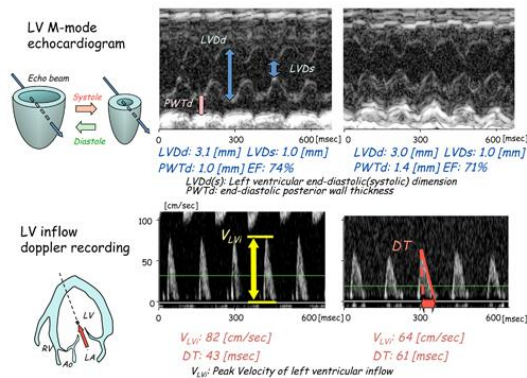 LV M-mode
echocardiogram
Echo beam
Systole
Diastole
LVDd
LVDs
PWTd
0 300 600[msec]
0 300 600[msec]
LVDd: 3.1 [mm] LVDs: 1.0 [mm]
PWTd: 1.0 [mm] EF: 74%
LVDd: 3.0 [mm] LVDs: 1.0 [mm]
PWTd: 1.4 [mm] EF: 71%
LVDd(s): Left ventricular end-diastolic(systolic) dimension
PWTd: end-diastolic posterior wall thickness
LV inflow
doppler recording
LV
RV
Ao
LA
[cm/sec]
100
50
0
VLVi
0 300 600 [msec]
DT
0 300 600 [msec]
VLVi: 82 [cm/sec]
DT: 43 [msec]
VLVi: 64 [cm/sec]
DT: 61 [msec]
VLVi: Peak Velocity of left ventricular inflow